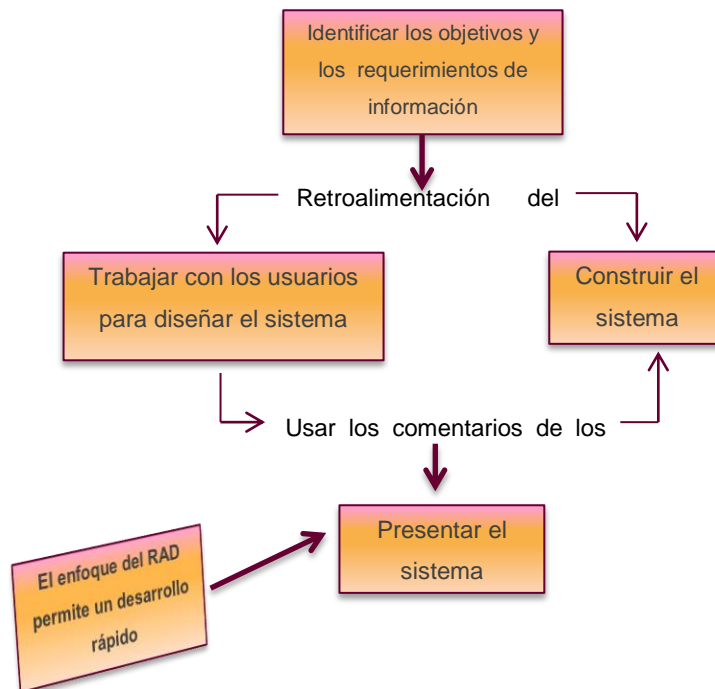 Identificar los objetivos y
los requerimientos de
información
Retroalimentación del
Trabajar con los usuarios
para diseñar el sistema
Construir el
sistema
Usar los comentarios de los
Presentar el
sistema
El enfoque del RAD
permite un desarrollo
rápido